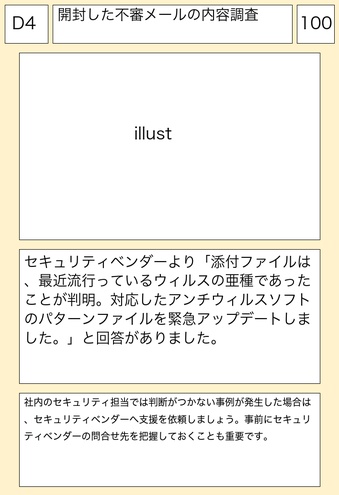 D4
開封した不審メールの内容調査
100
illust
セキュリティベンダーより「添付ファイルは
、最近流行っているウィルスの亜種であった
ことが判明。対応したアンチウィルスソフト
のパターンファイルを緊急アップデートしま
した。」と回答がありました。
社内のセキュリティ担当では判断がつかない事例が発生した場合は
、セキュリティベンダーへ支援を依頼しましょう。事前にセキュリ
ティベンダーの問合せ先を把握しておくことも重要です。